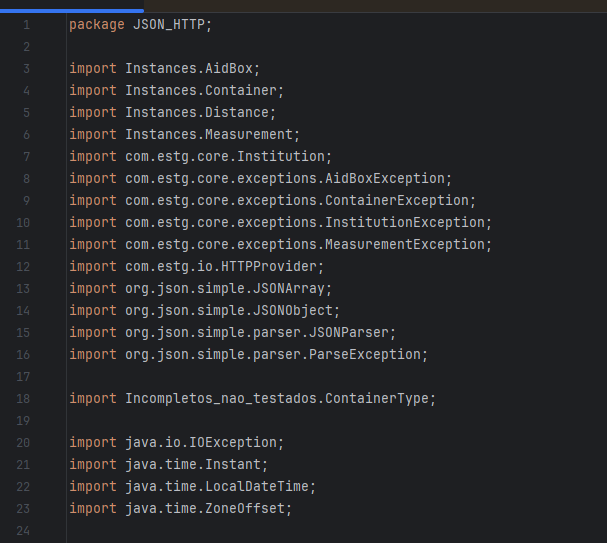 1 package JSON_HTTP;
2
3 import Instances.AidBox;
4 import Instances.Container;
5 import Instances.Distance;
6 import Instances.Measurement;
7 import com.estg.core.Institution;
8 import com.estg.core.exceptions.AidBoxException;
9 import com.estg.core.exceptions.ContainerException;
10 import com.estg.core.exceptions.InstitutionException;
11 import com.estg.core.exceptions.MeasurementException;
12 import com.estg.io.HTTPProvider;
13 import org.json.simple.JSONArray;
14 import org.json.simple.JSONObject;
15 import org.json.simple.parser.JSONParser;
16 import org.json.simple.parser.ParseException;
17
18 import Incompletos_nao_testados.ContainerType;
19
20 import java.io.IOException;
21 import java.time.Instant;
22 import java.time.LocalDateTime;
23 import java.time.ZoneOffset;
24